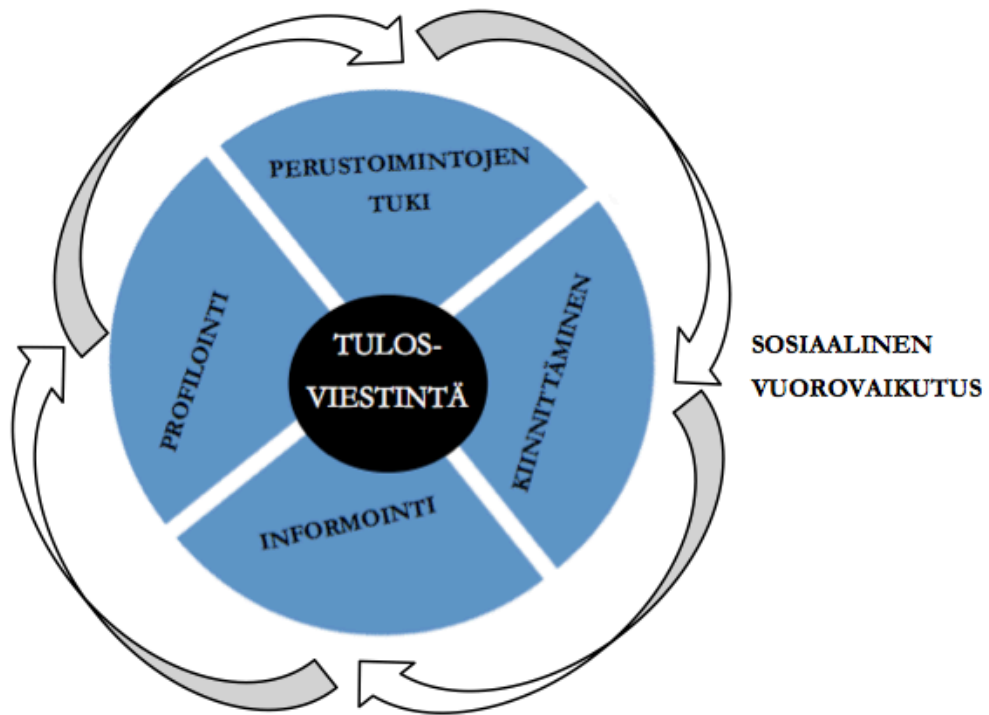 PERUSTOIMINTOJEN
TUKI
PROFILOINTI
TULOS-
VIESTINTÄ
KIINNITTÄMINEN
INFORMOINTI
SOSIAALINEN
VUOROVAIKUTUS